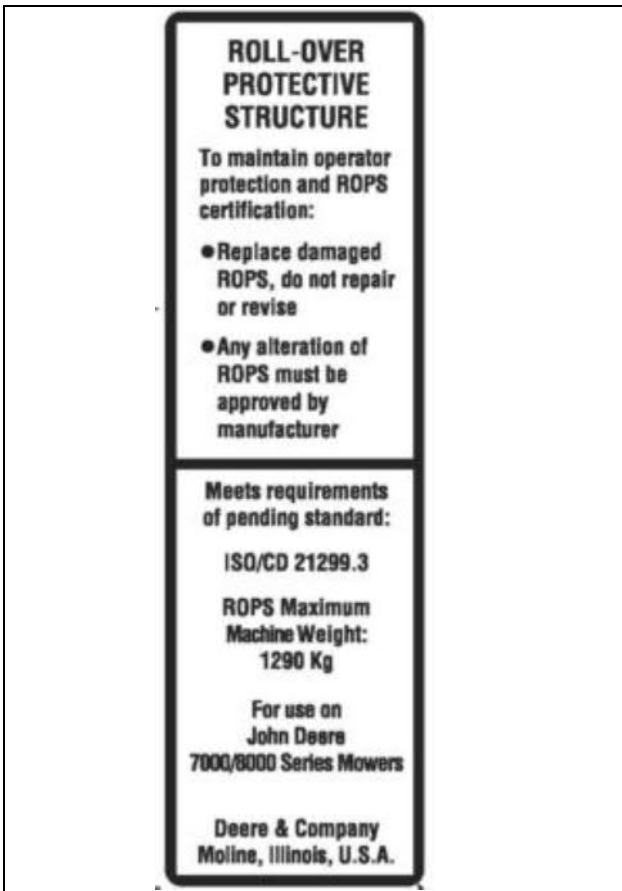 ROLL-OVER
PROTECTIVE
STRUCTURE
To maintain operator
protection and ROPS
certification:
●Replace damaged
ROPS, do not repair
or revise
●Any alteration of
ROPS must be
approved by
manufacturer
Meets requirements
of pending standard:
ISO/CD 21299.3
ROPS Maximum
Machine Weight:
1290 Kg
For use on
John Deere
7000/8000 Series Mowers
Deere & Company
Moline, Illinois, U.S.A.